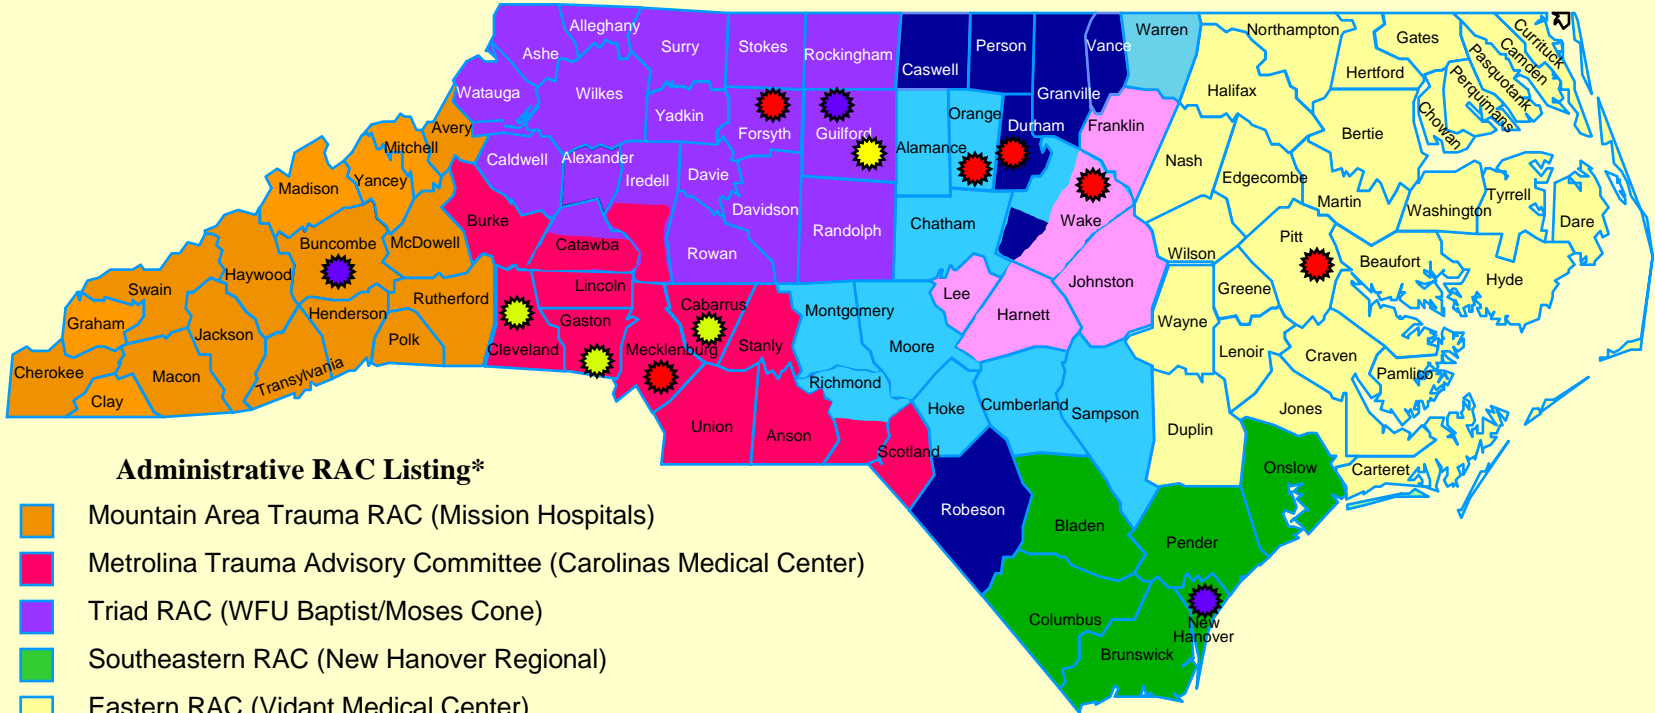 Alleghany
Ashe
Surry
Stokes
Rockingham
Caswell
Person
Vance
Warren
Northampton
Gates
Currituck
Camden
Pasquotank
Perquimans
Chowan
Hertford
Watauga
Wilkes
Yadkin
Forsyth
Guilford
Granville
Orange
Durham
Franklin
Halifax
Bertie
Avery
Mitchell
Caldwell
Alexander
Iredell
Davie
Alamance
Nash
Edgecombe
Madison
Yancey
Burke
Davidson
Randolph
Chatham
Wake
Martin
Washington
Tyrrell
Dare
Buncombe
McDowell
Catawba
Rowan
Wilson
Pitt
Beaufort
Hyde
Haywood
Swain
Rutherford
Lincoln
Lee
Johnston
Greene
Graham
Jackson
Henderson
Polk
Cleveland
Gaston
Cabarrus
Mecklenburg
Stanly
Montgomery
Moore
Harnett
Wayne
Lenoir
Craven
Pamlico
Cherokee
Clay
Macon
Transylvania
Richmond
Hoke
Cumberland
Sampson
Duplin
Jones
Union
Anson
Scotland
Onslow
Carteret
Robeson
Bladen
Pender
Columbus
New
Hanover
Brunswick
Administrative RAC Listing*
Mountain Area Trauma RAC (Mission Hospitals)
Metrolina Trauma Advisory Committee (Carolinas Medical Center)
Triad RAC (WFU Baptist/Moses Cone)
Southeastern RAC (New Hanover Regional)
Eastern RAC (Vidant Medical Center)